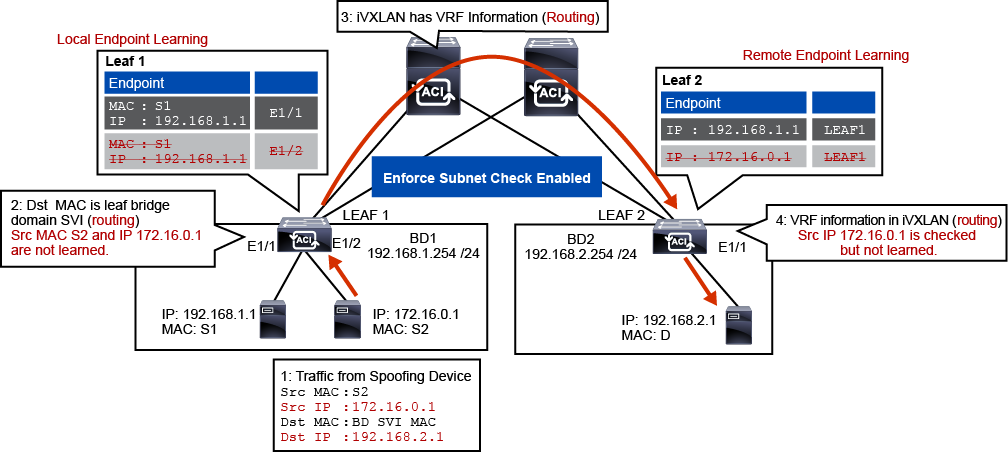 3: iVXLAN has VRF Information (Routing)
Local Endpoint Learning
Leaf 1
Endpoint
MAC : S1
IP : 192.168.1.1
E1/1
MAC : S1
IP : 192.168.1.1
E1/2
Remote Endpoint Learning
Leaf 2
Endpoint
IP : 192.168.1.1
LEAF1
IP : 172.16.0.1
LEAF1
ACI
ACI
Enforce Subnet Check Enabled
2: Dst MAC is leaf bridge
domain SVI (routing)
Src MAC S2 and IP 172.16.0.1
are not learned.
LEAF 1
ACI
E1/1
E1/2
BD1
192.168.1.254 /24
LEAF 2
ACI
E1/1
BD2
192.168.2.254 /24
4: VRF information in iVXLAN (routing)
Src IP 172.16.0.1 is checked
but not learned.
IP: 192.168.1.1
MAC: S1
IP: 172.16.0.1
MAC: S2
IP: 192.168.2.1
MAC: D
1: Traffic from Spoofing Device
Src MAC :S2
Src IP :172.16.0.1
Dst MAC :BD SVI MAC
Dst IP :192.168.2.1